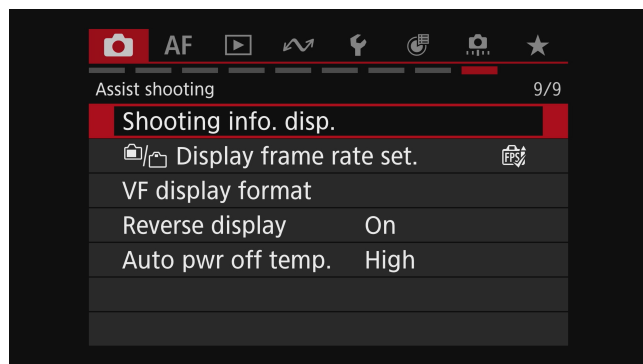 AF
Assist shooting 9/9
Shooting info. disp.
Display frame rate set. FPS
VF display format
Reverse display On
Auto pwr off temp. High